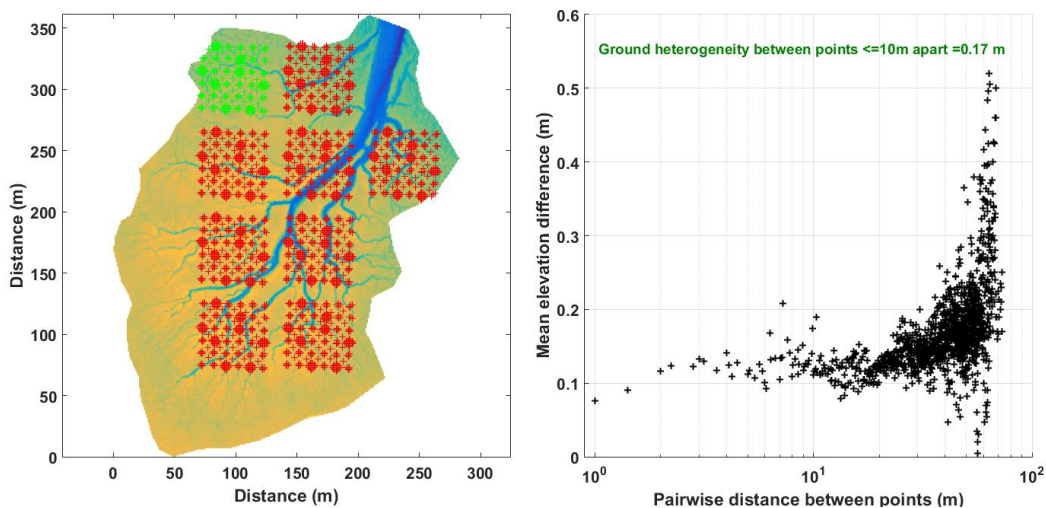 350
300
250
200
150
100
50
0
Distance (m)
0 50 100 150 200 250 300
Distance (m)
0.6
0.5
0.4
0.3
0.2
0.1
0
Mean elevation difference (m)
Ground heterogeneity between points <=10m apart =0.17 m
10^0 10^1 10^2
Pairwise distance between points (m)